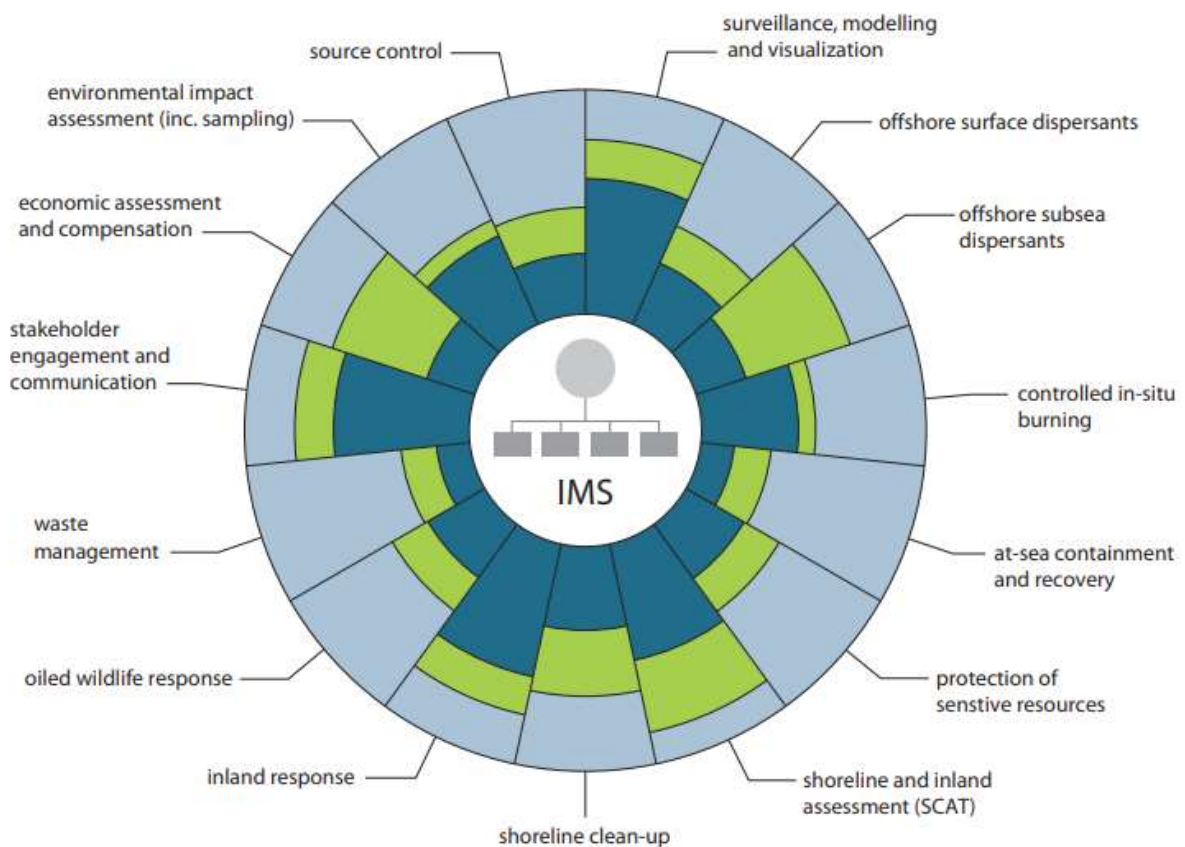 surveillance, modelling
and visualization
offshore surface dispersants
offshore subsea
dispersants
controlled in-situ
burning
at-sea containment
and recovery
protection of
senstive resources
shoreline and inland
assessment (SCAT)
shoreline clean-up
inland response
oiled wildlife response
waste
management
stakeholder
engagement and
communication
economic assessment
and compensation
environmental impact
assessment (inc. sampling)
source control
IMS